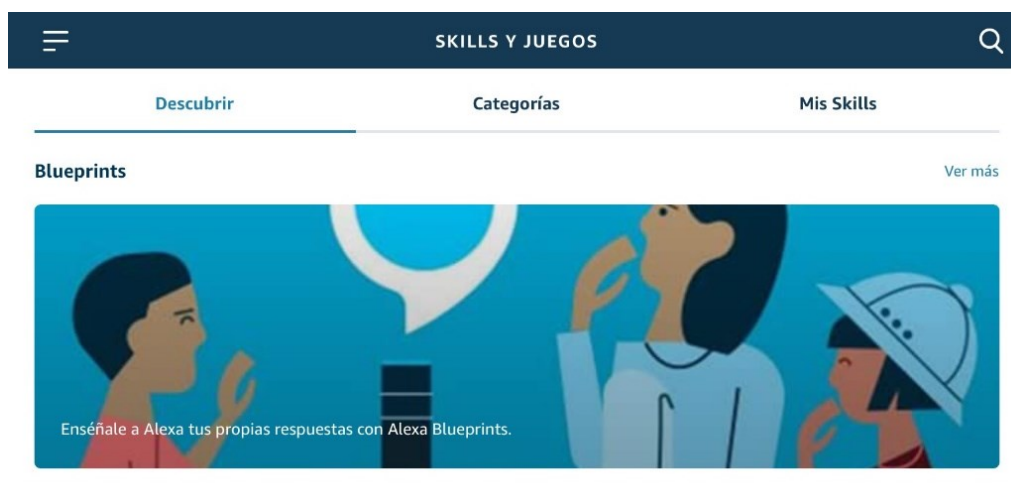 SKILLS Y JUEGOS
Descubrir
Categorías
Mis Skills
Blueprints
Ver más
Enséñale a Alexa tus propias respuestas con Alexa Blueprints.